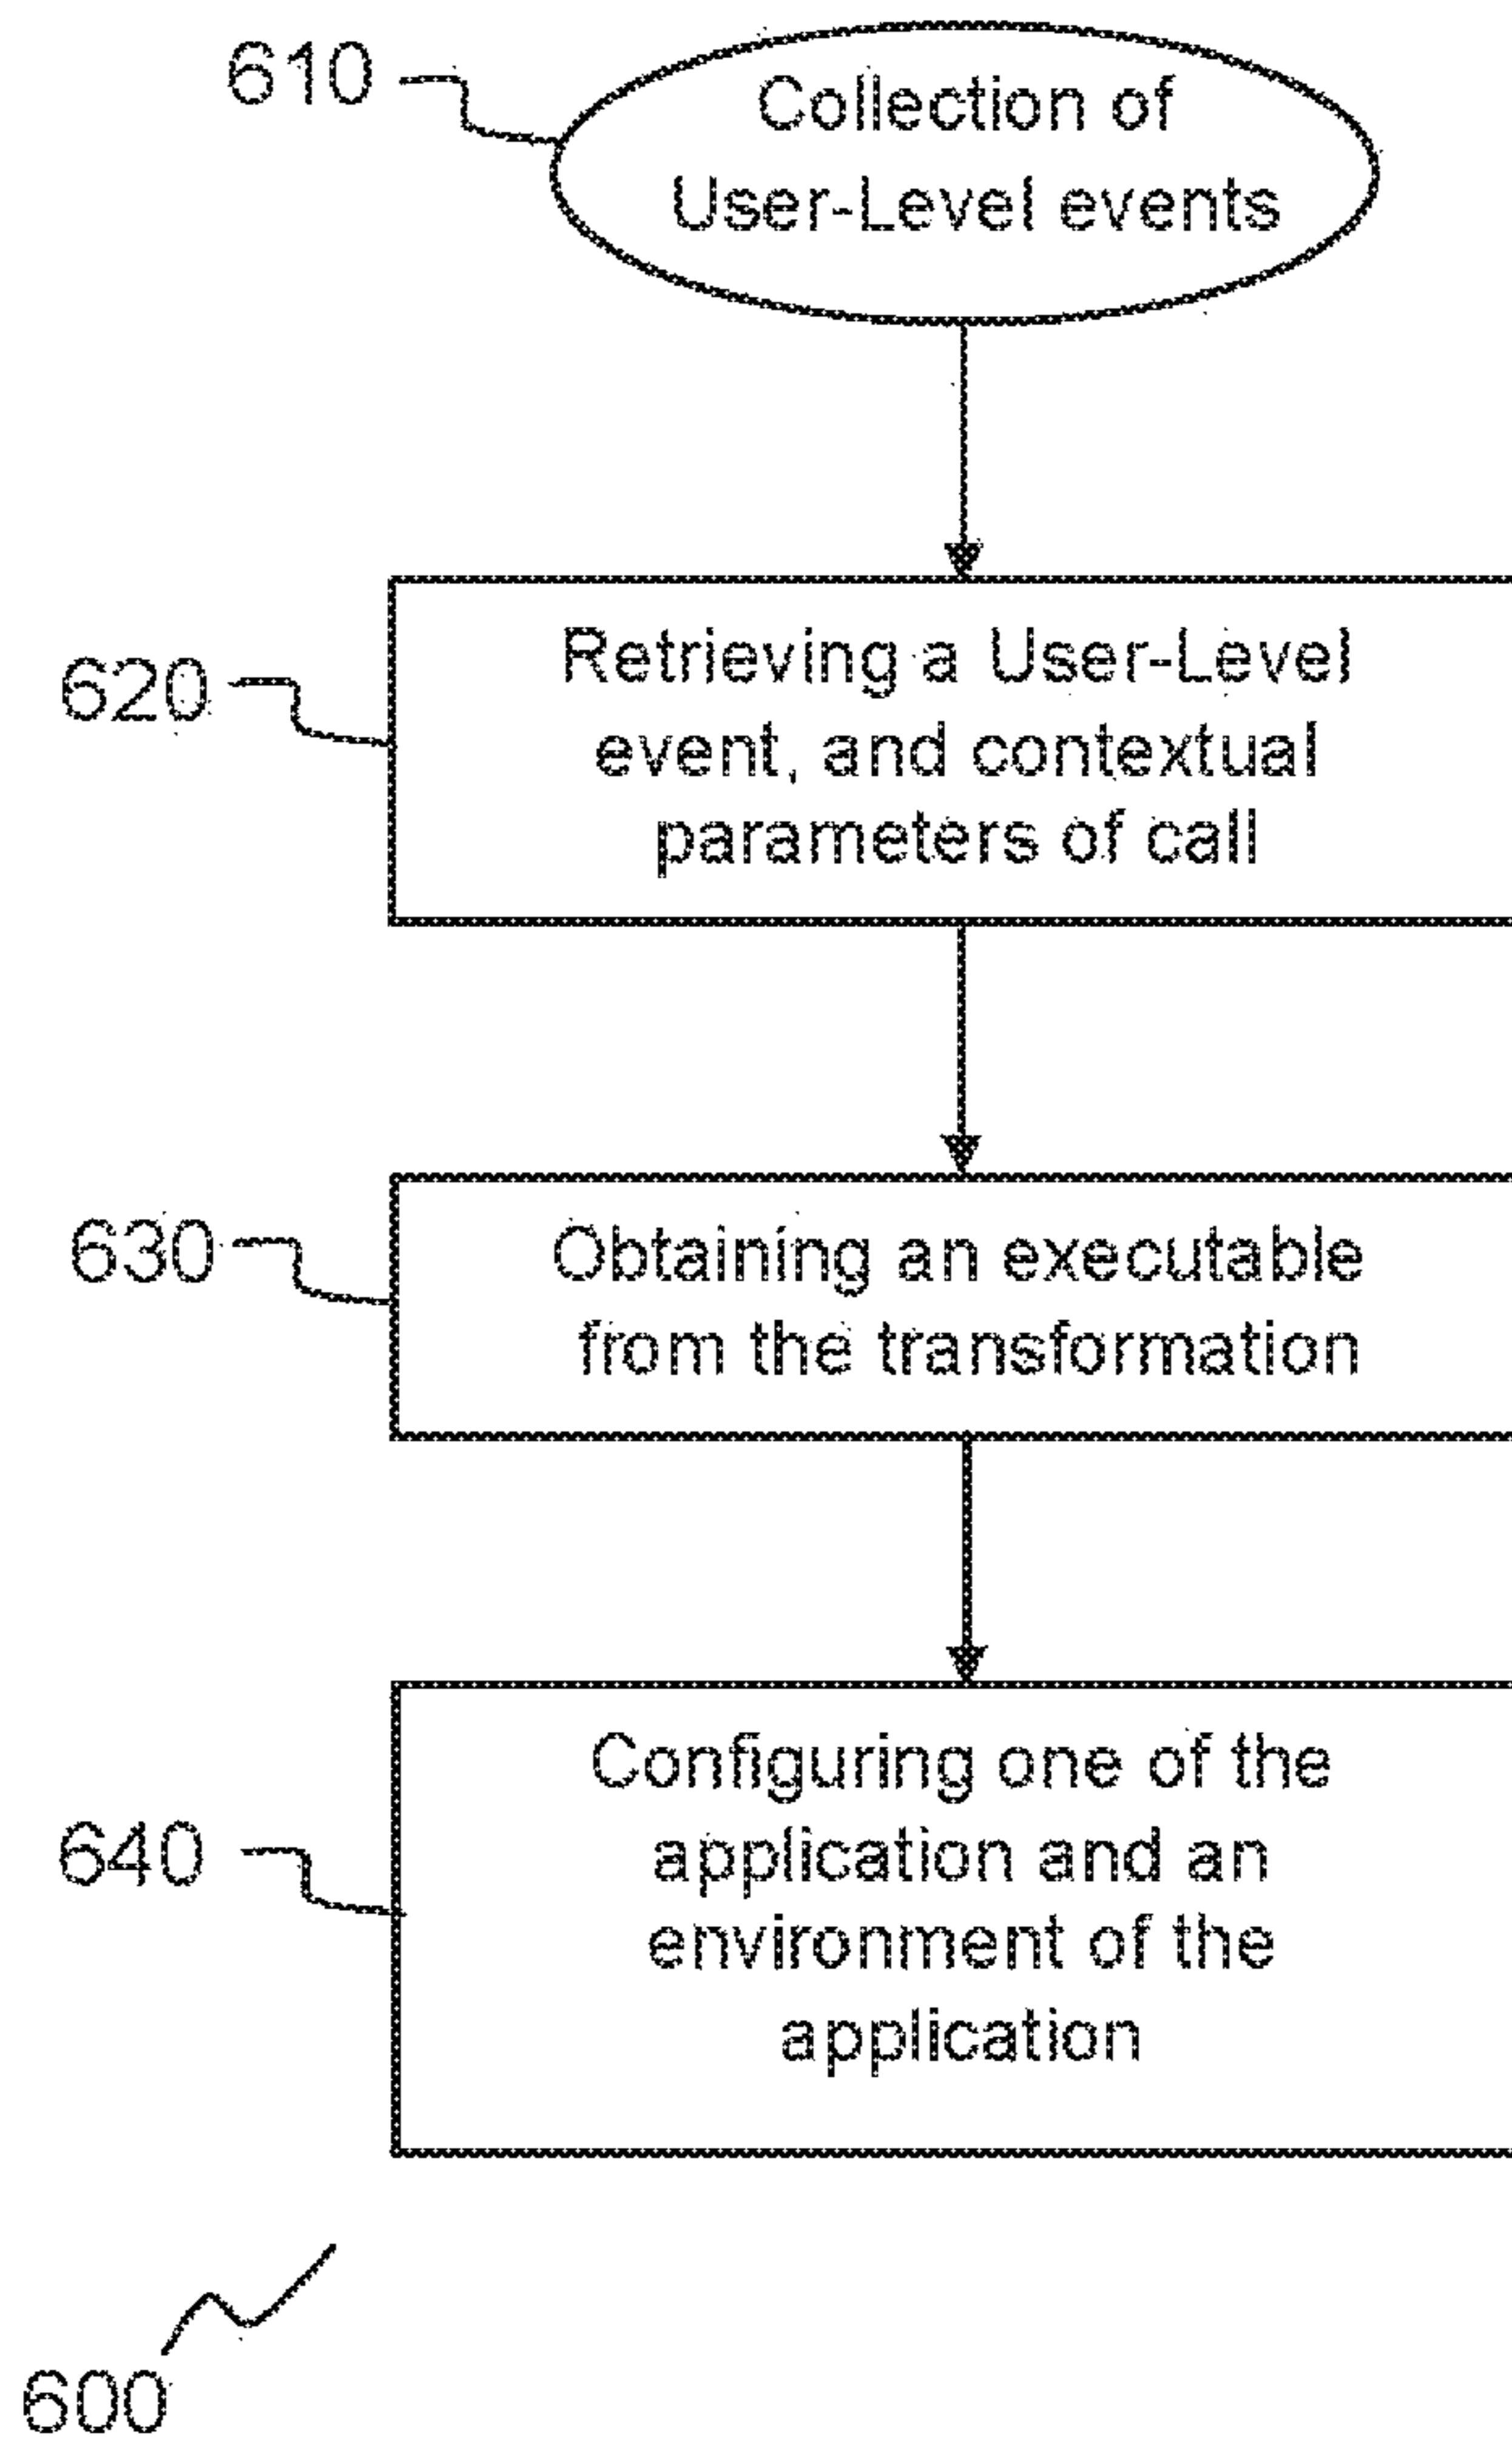 610
Collection of
User-Level events
620
Retrieving a User-Level
event, and contextual
parameters of call
630
Obtaining an executable
from the transformation
640
Configuring one of the
application and an
environment of the
application
600